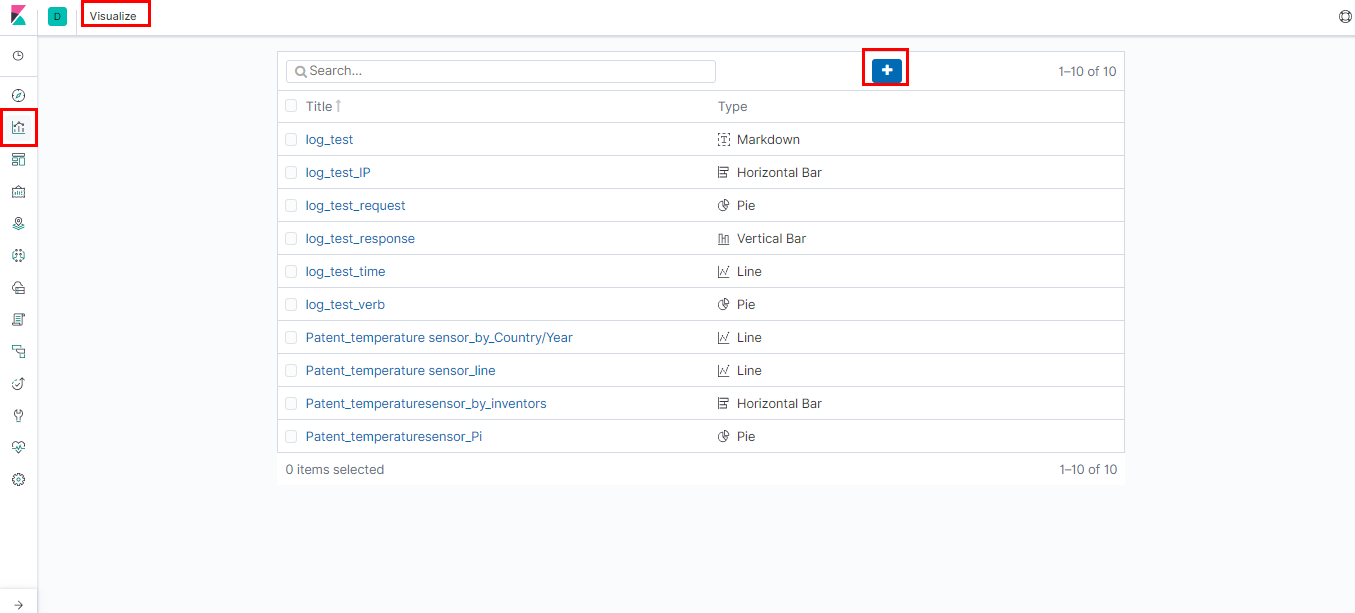 D Visualize
Search...
+ 1–10 of 10
Title Type
log_test Markdown
log_test_IP Horizontal Bar
log_test_request Pie
log_test_response Vertical Bar
log_test_time Line
log_test_verb Pie
Patent_temperature sensor_by_Country/Year Line
Patent_temperature sensor_line Line
Patent_temperaturesensor_by_inventors Horizontal Bar
Patent_temperaturesensor_Pi Pie
0 items selected 1–10 of 10